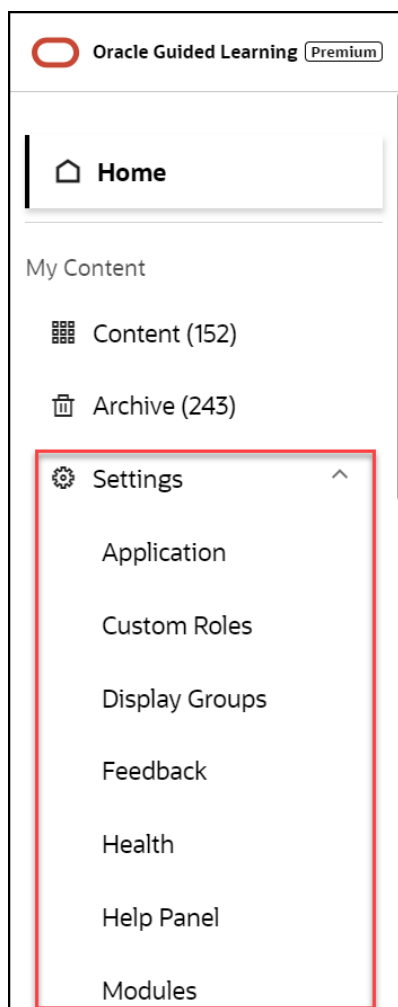 Oracle Guided Learning Premium
Home
My Content
Content (152)
Archive (243)
Settings
Application
Custom Roles
Display Groups
Feedback
Health
Help Panel
Modules